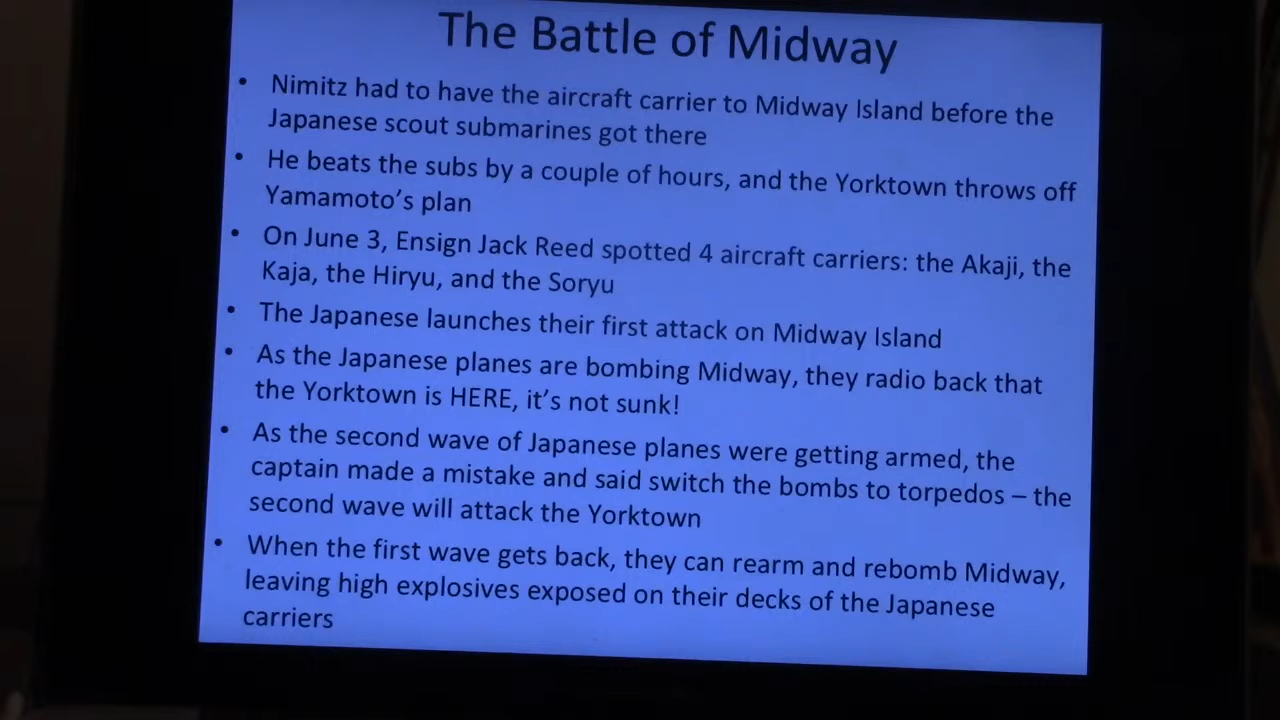 The Battle of Midway
• Nimitz had to have the aircraft carrier to Midway Island before the
Japanese scout submarines got there
• He beats the subs by a couple of hours, and the Yorktown throws off
Yamamoto's plan
• On June 3, Ensign Jack Reed spotted 4 aircraft carriers: the Akaji, the
Kaja, the Hiryu, and the Soryu
• The Japanese launches their first attack on Midway Island
• As the Japanese planes are bombing Midway, they radio back that
the Yorktown is HERE, it's not sunk!
• As the second wave of Japanese planes were getting armed, the
captain made a mistake and said switch the bombs to torpedos – the
second wave will attack the Yorktown
• When the first wave gets back, they can rearm and rebomb Midway,
leaving high explosives exposed on their decks of the Japanese
carriers